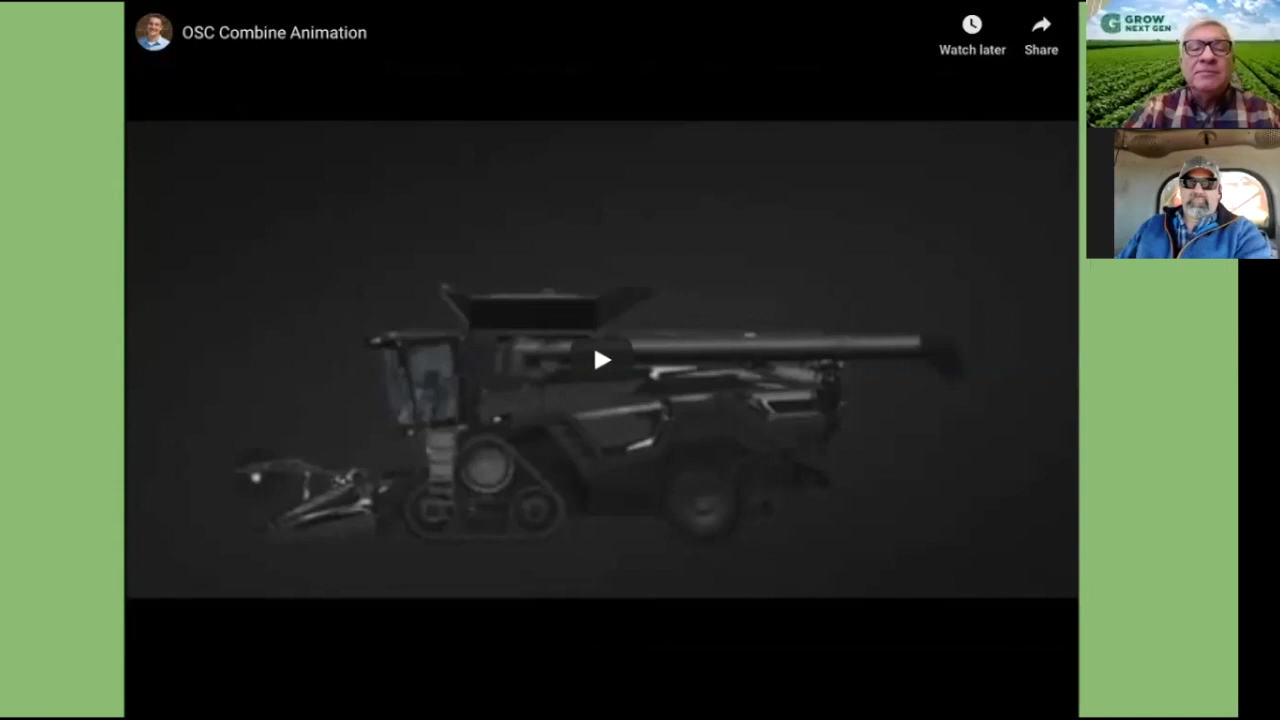 OSC Combine Animation
Watch later
Share
GROW
NEXT GEN